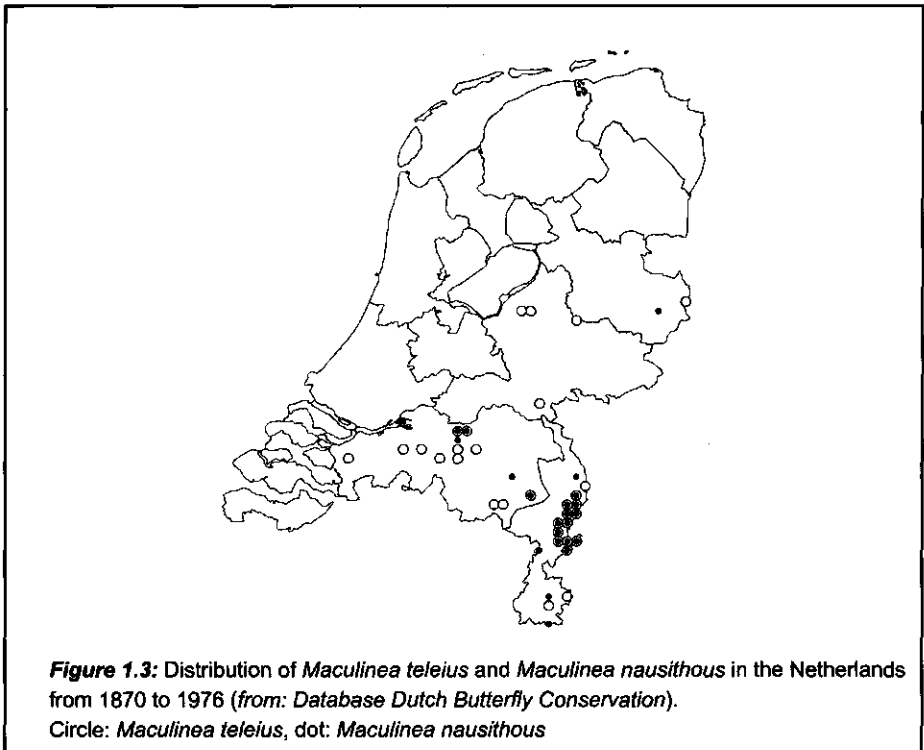 Figure 1.3: Distribution of Maculinea teleius and Maculinea nausithous in the Netherlands
from 1870 to 1976 (from: Database Dutch Butterfly Conservation).
Circle: Maculinea teleius, dot: Maculinea nausithous